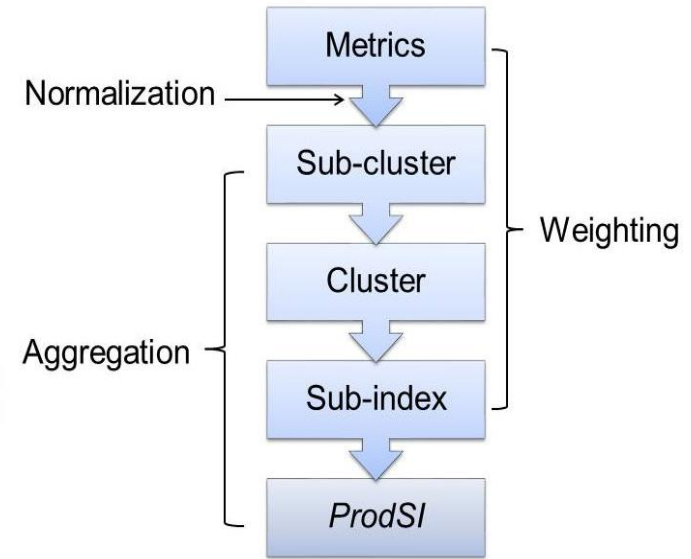 Metrics
Normalization
Sub-cluster
Weighting
Cluster
Aggregation
Sub-index
ProdSI